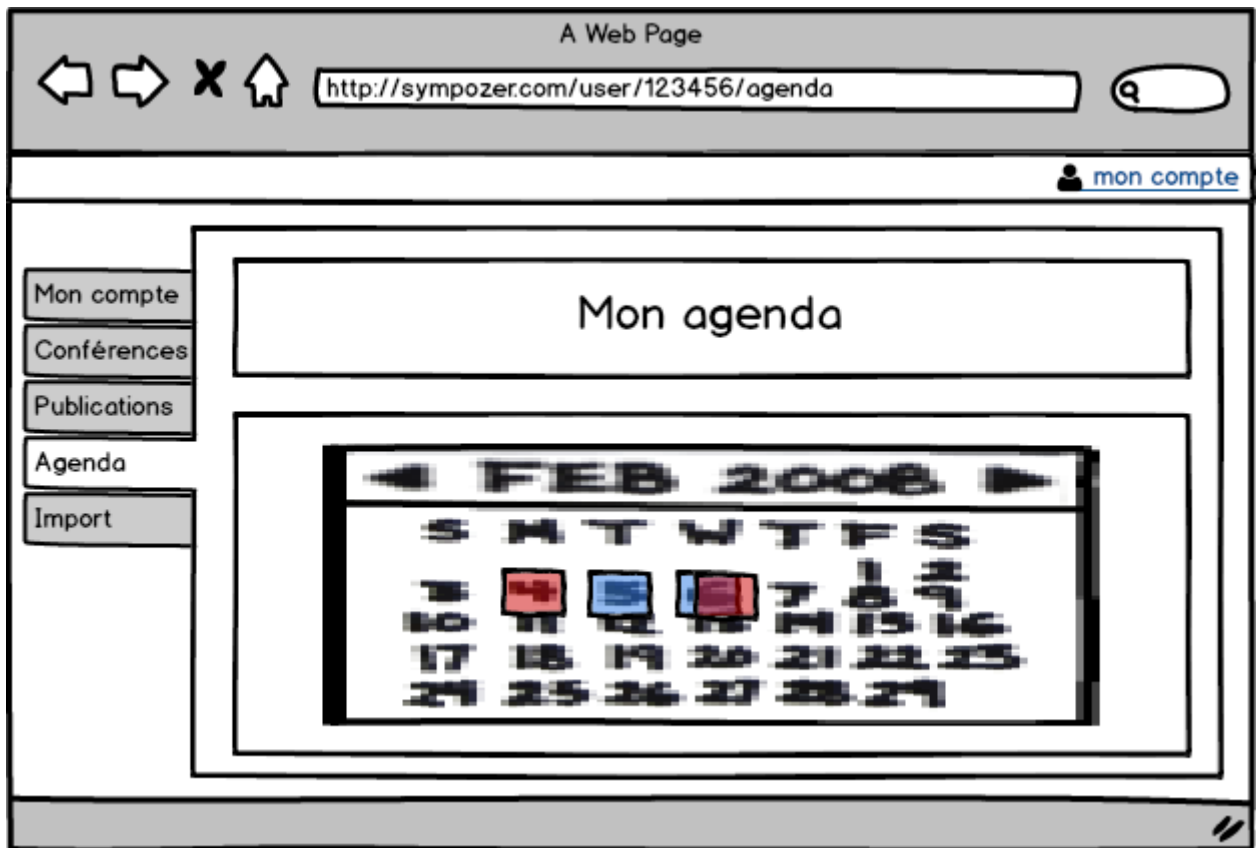 A Web Page
http://sympozer.com/user/123456/agenda
mon compte
Mon compte
Conférences
Publications
Agenda
Import
Mon agenda
FEB 2008
S M T W T F S
1 2
3 4 5 6 7 8 9
10 11 12 13 14 15 16
17 18 19 20 21 22 23
24 25 26 27 28 29